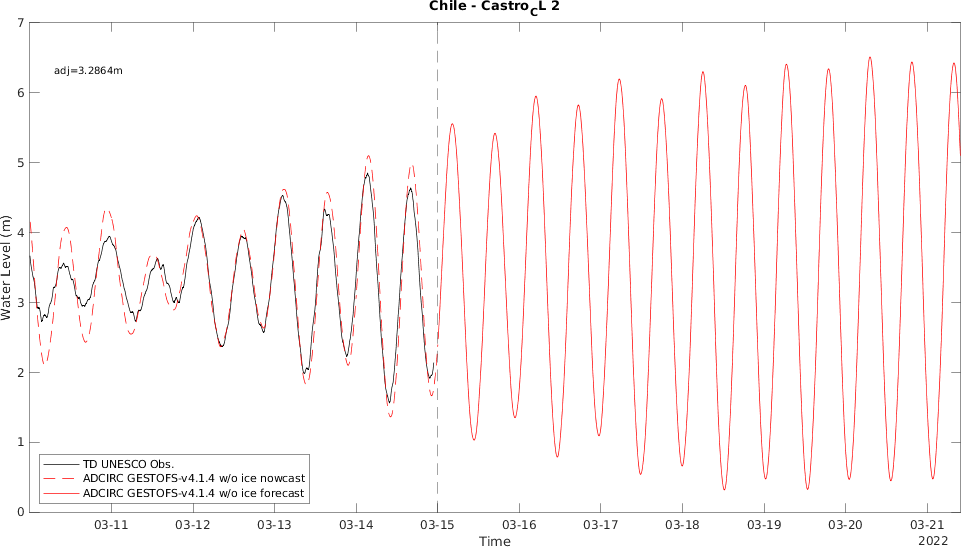 Chile - Castro_CL 2
adj=3.2864m
7
6
5
4
3
2
1
0
Water Level (m)
TD UNESCO Obs.
ADCIRC GESTOFS-v4.1.4 w/o ice nowcast
ADCIRC GESTOFS-v4.1.4 w/o ice forecast
03-11 03-12 03-13 03-14 03-15 03-16 03-17 03-18 03-19 03-20 03-21
Time
2022